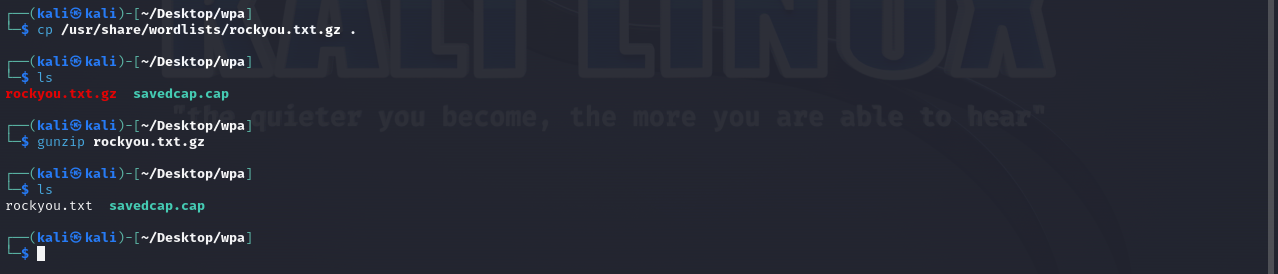 ┌──(kali㉿kali)-[~/Desktop/wpa]
└─$ cp /usr/share/wordlists/rockyou.txt.gz .
┌──(kali㉿kali)-[~/Desktop/wpa]
└─$ ls
rockyou.txt.gz  savedcap.cap
KALI LINUX
"the quieter you become, the more you are able to hear"
┌──(kali㉿kali)-[~/Desktop/wpa]
└─$ gunzip rockyou.txt.gz
┌──(kali㉿kali)-[~/Desktop/wpa]
└─$ ls
rockyou.txt  savedcap.cap
┌──(kali㉿kali)-[~/Desktop/wpa]
└─$